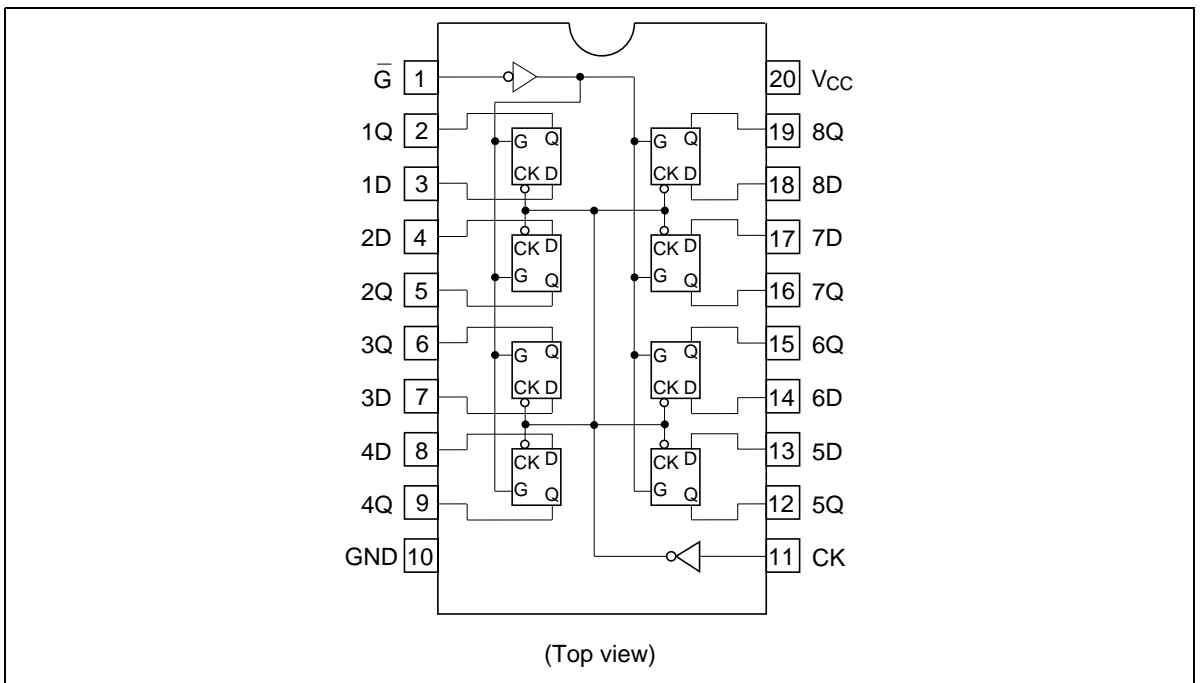 G̅ 1 20 VCC
1Q 2 G Q G Q 19 8Q
1D 3 CK D CK D 18 8D
2D 4 CK D CK D 17 7D
2Q 5 G Q G Q 16 7Q
3Q 6 G Q G Q 15 6Q
3D 7 CK D CK D 14 6D
4D 8 CK D CK D 13 5D
4Q 9 G Q G Q 12 5Q
GND 10 11 CK
(Top view)